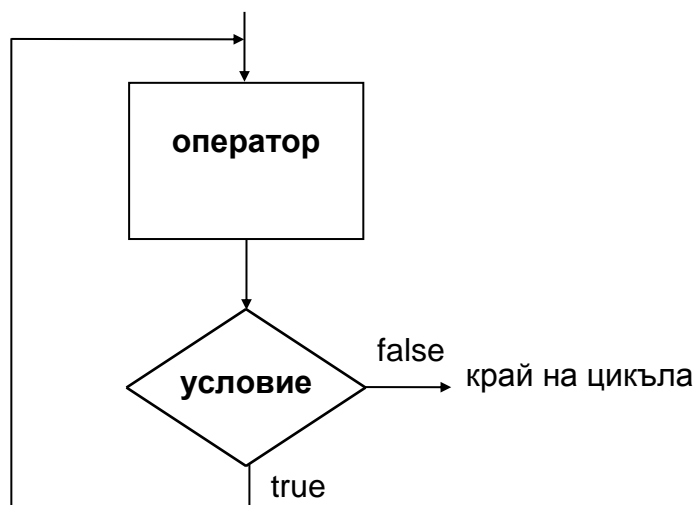 оператор
условие
false
край на цикъла
true